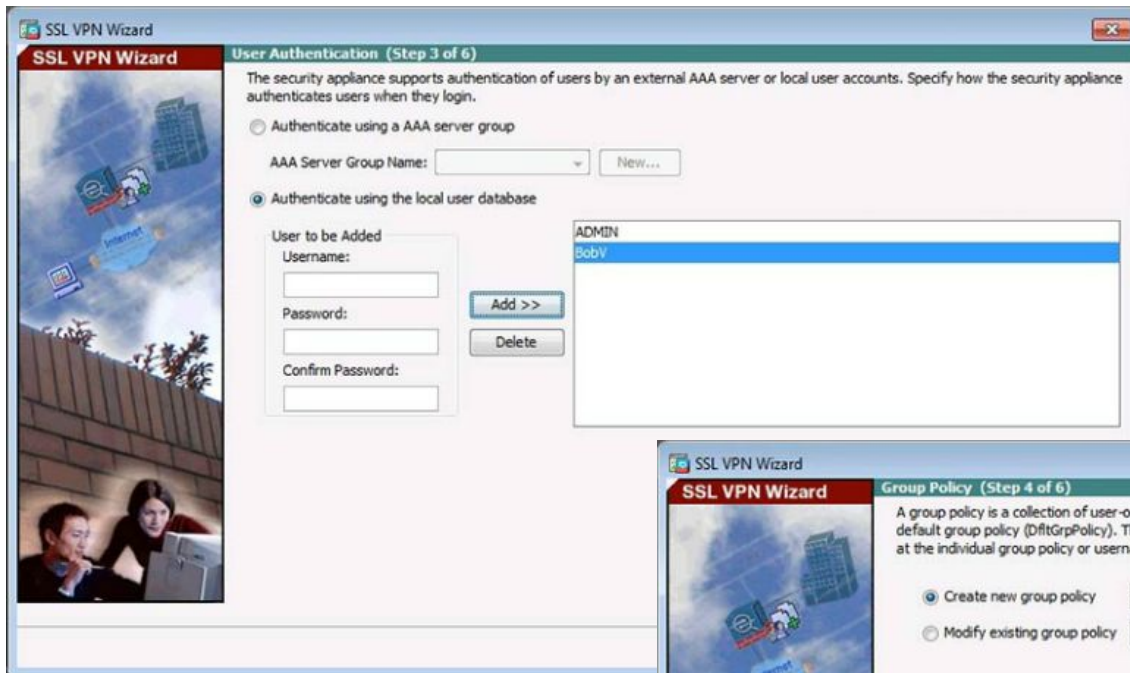 SSL VPN Wizard
SSL VPN Wizard
User Authentication (Step 3 of 6)
The security appliance supports authentication of users by an external AAA server or local user accounts. Specify how the security appliance
authenticates users when they login.
Authenticate using a AAA server group
AAA Server Group Name:
New...
Authenticate using the local user database
User to be Added
Username:
Password:
Confirm Password:
Add >>
Delete
ADMIN
BobV
Internet
SSL VPN Wizard
SSL VPN Wizard
Group Policy (Step 4 of 6)
A group policy is a collection of user-o
default group policy (DfltGrpPolicy). T
at the individual group policy or usern
Create new group policy
Modify existing group policy